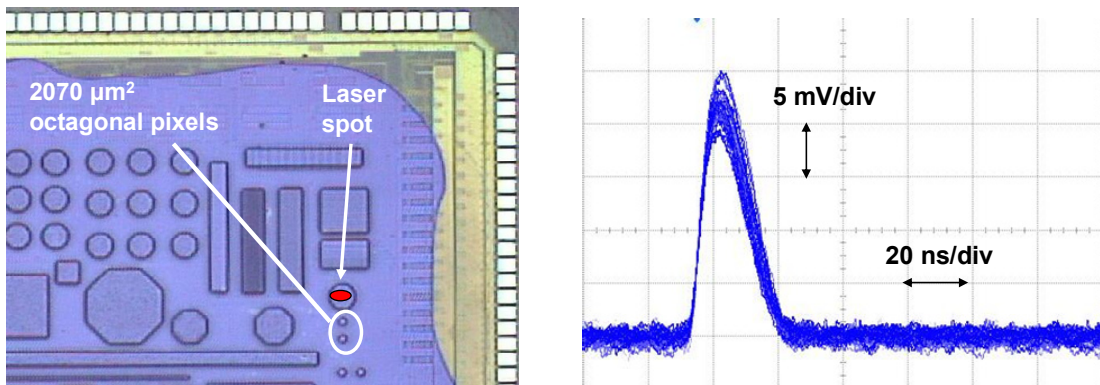 2070 µm²
octagonal pixels
Laser
spot
5 mV/div
20 ns/div